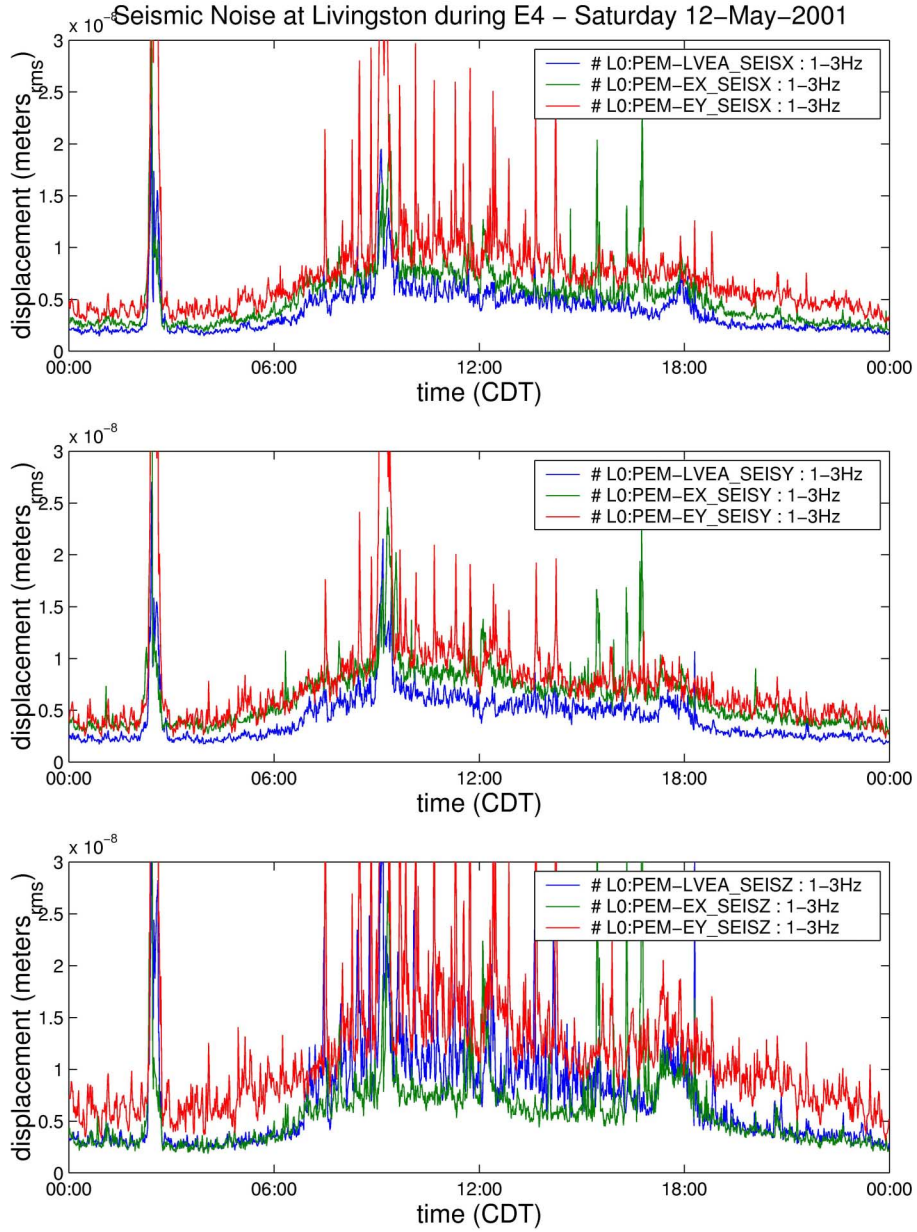 Seismic Noise at Livingston during E4 − Saturday 12−May−2001
x 10⁻⁸
3
2.5
2
1.5
1
0.5
0
displacement (meters_rms)
# L0:PEM−LVEA_SEISX : 1−3Hz
# L0:PEM−EX_SEISX : 1−3Hz
# L0:PEM−EY_SEISX : 1−3Hz
00:00 06:00 12:00 18:00 00:00
time (CDT)
x 10⁻⁸
3
2.5
2
1.5
1
0.5
0
displacement (meters_rms)
# L0:PEM−LVEA_SEISY : 1−3Hz
# L0:PEM−EX_SEISY : 1−3Hz
# L0:PEM−EY_SEISY : 1−3Hz
00:00 06:00 12:00 18:00 00:00
time (CDT)
x 10⁻⁸
3
2.5
2
1.5
1
0.5
0
displacement (meters_rms)
# L0:PEM−LVEA_SEISZ : 1−3Hz
# L0:PEM−EX_SEISZ : 1−3Hz
# L0:PEM−EY_SEISZ : 1−3Hz
00:00 06:00 12:00 18:00 00:00
time (CDT)